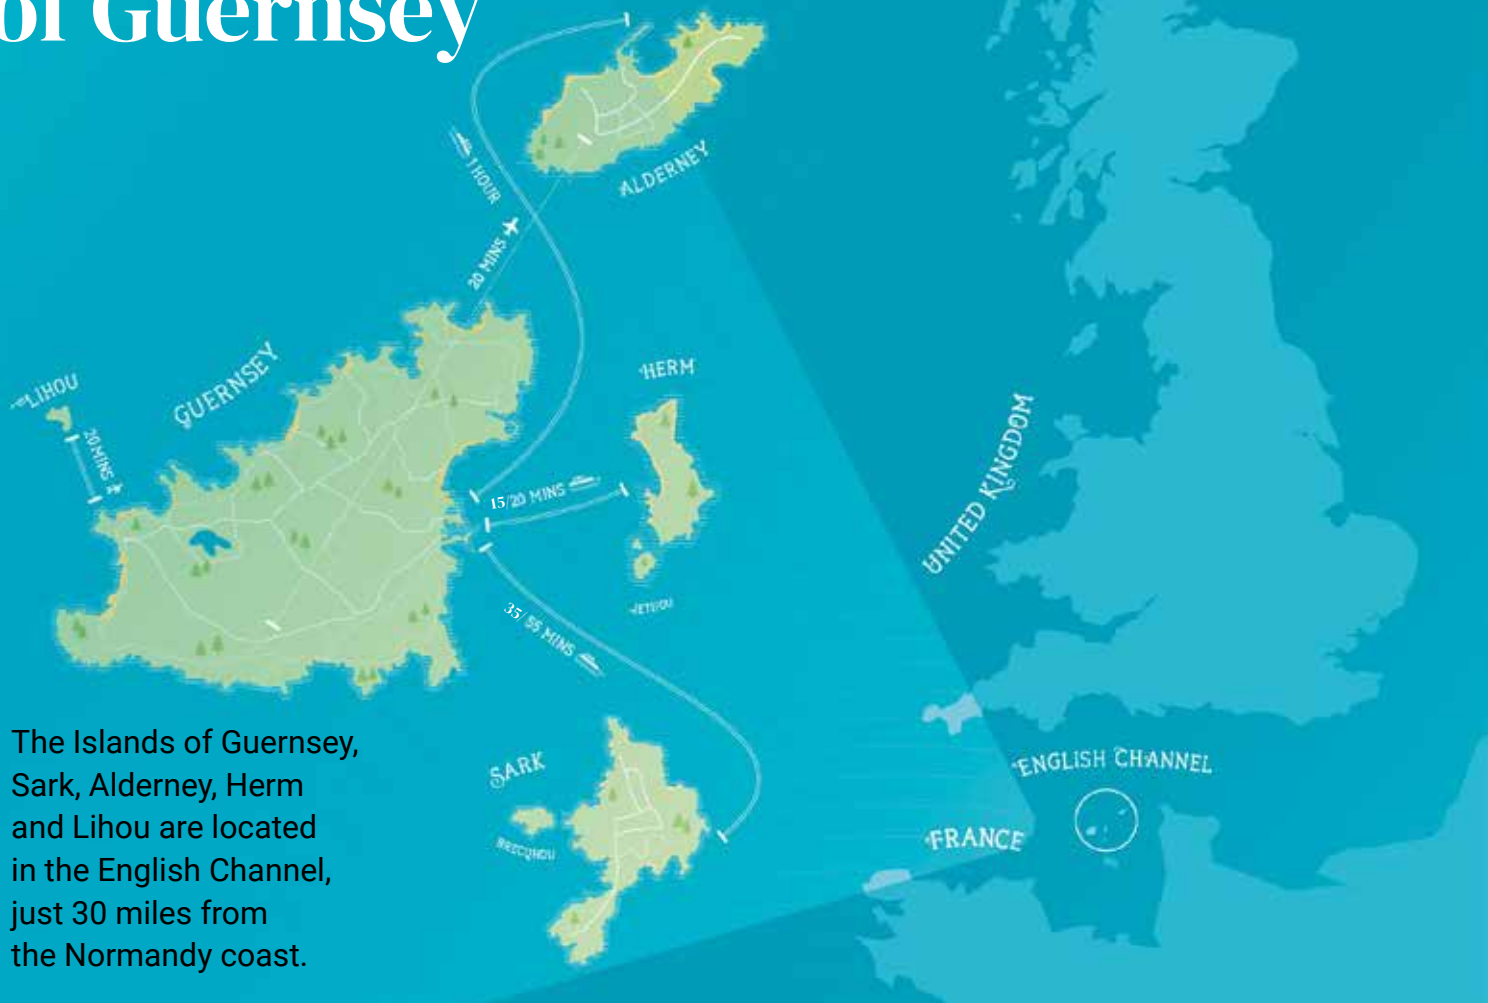 of Guernsey
1 HOUR
ALDERNEY
20 MINS
HERM
GUERNSEY
LIHOU
20 MINS
15/20 MINS
UNITED KINGDOM
JETHOU
35/55 MINS
SARK
BRECQHOU
ENGLISH CHANNEL
FRANCE
The Islands of Guernsey,
Sark, Alderney, Herm
and Lihou are located
in the English Channel,
just 30 miles from
the Normandy coast.